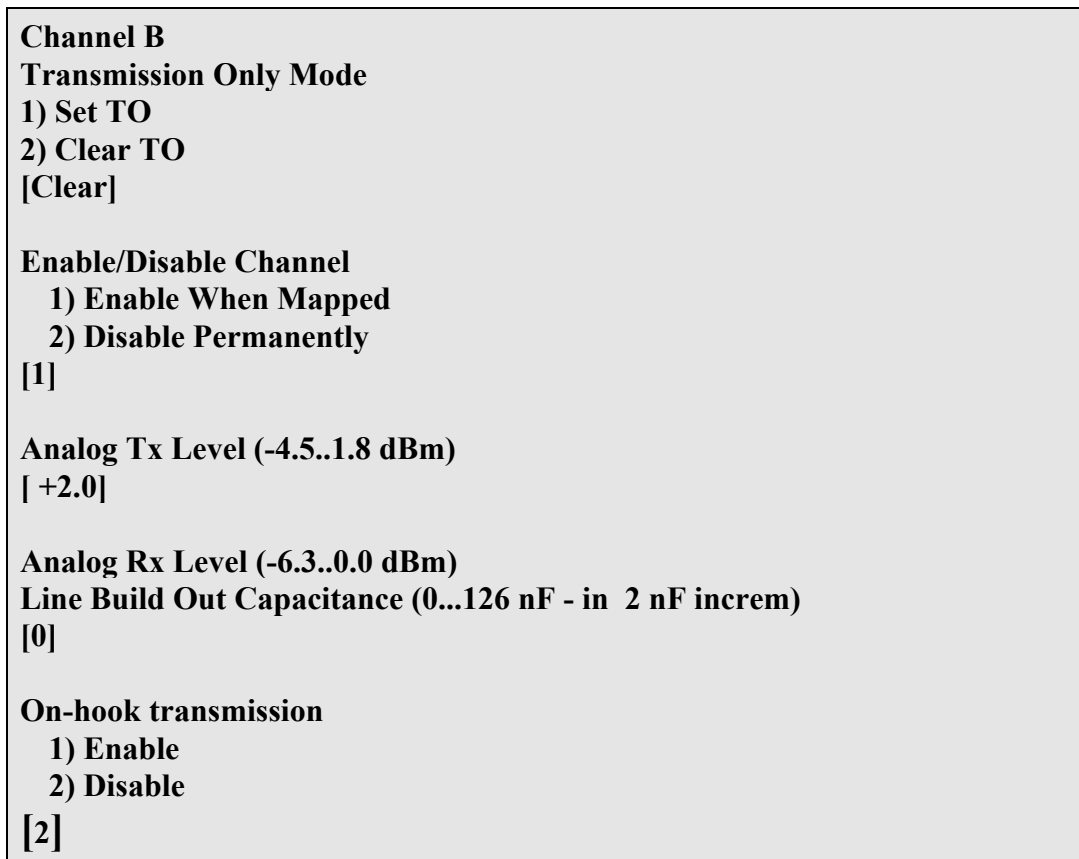 Channel B
Transmission Only Mode
1) Set TO
2) Clear TO
[Clear]
Enable/Disable Channel
1) Enable When Mapped
2) Disable Permanently
[1]
Analog Tx Level (-4.5..1.8 dBm)
[ +2.0]
Analog Rx Level (-6.3..0.0 dBm)
Line Build Out Capacitance (0...126 nF - in  2 nF increm)
[0]
On-hook transmission
1) Enable
2) Disable
[2]